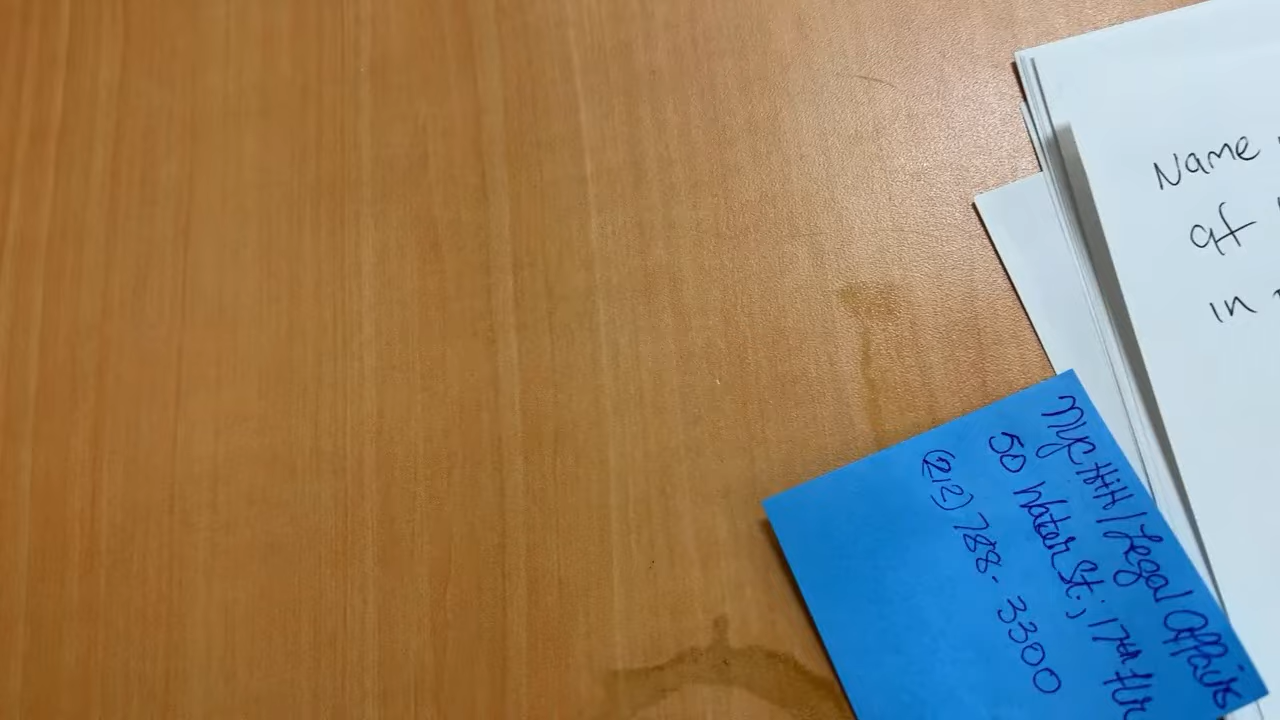 Name
of
in
NYC H+H / Legal Affairs
50 Water St., 17th flr
(212) 788-3300